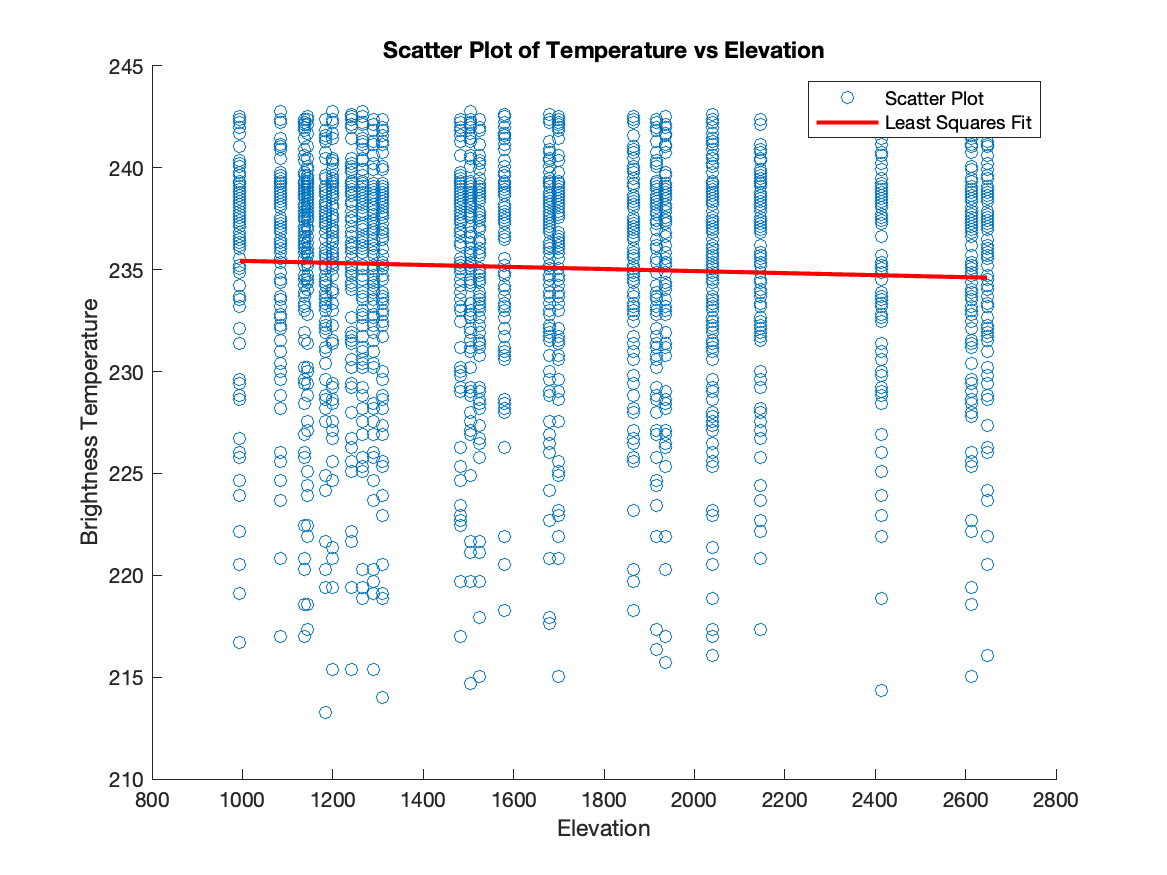 Scatter Plot of Temperature vs Elevation
245
240
235
230
225
220
215
210
Brightness Temperature
Scatter Plot
Least Squares Fit
800 1000 1200 1400 1600 1800 2000 2200 2400 2600 2800
Elevation